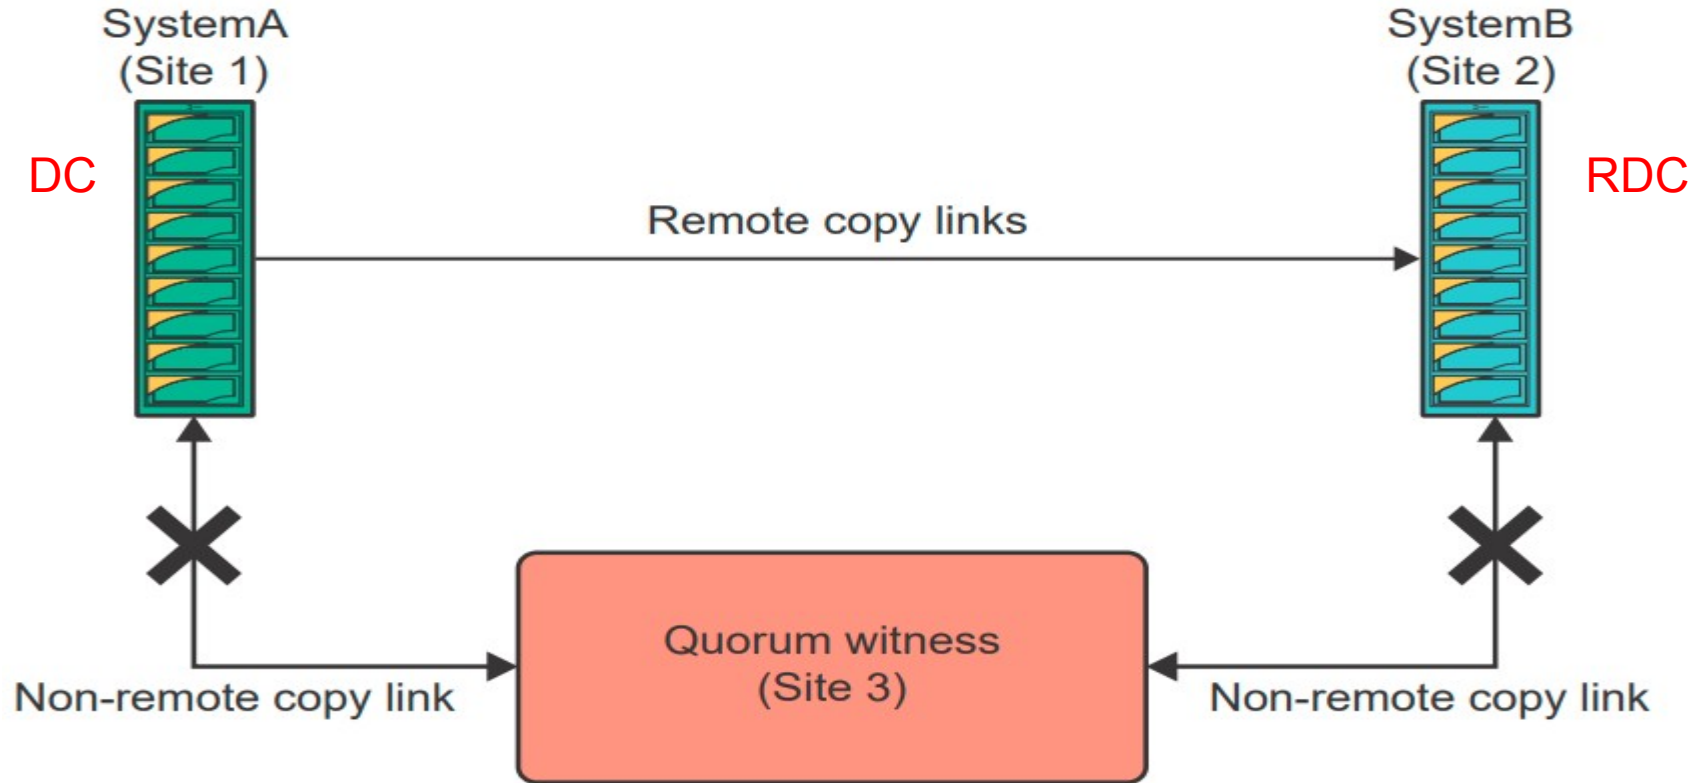 SystemA
(Site 1)
SystemB
(Site 2)
DC
RDC
Remote copy links
Quorum witness
(Site 3)
Non-remote copy link
Non-remote copy link